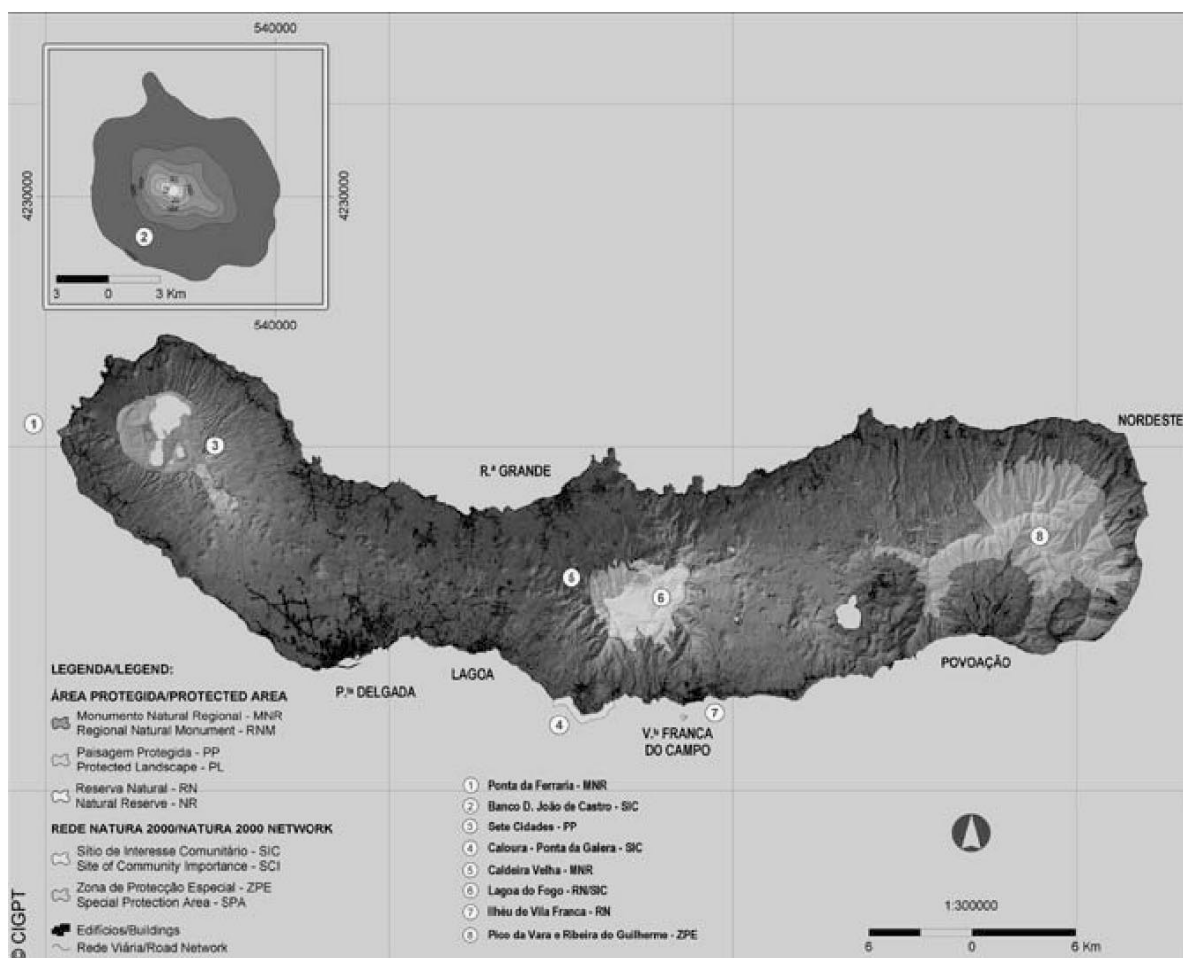 540000
4230000
4230000
2
3 0 3 Km
540000
1
3
NORDESTE
R.ª GRANDE
8
5
6
LEGENDA/LEGEND:
LAGOA
POVOAÇÃO
ÁREA PROTEGIDA/PROTECTED AREA
P.ta DELGADA
4
7
V.la FRANCA
DO CAMPO
Monumento Natural Regional - MNR
Regional Natural Monument - RNM
Paisagem Protegida - PP
Protected Landscape - PL
Reserva Natural - RN
Natural Reserve - NR
REDE NATURA 2000/NATURA 2000 NETWORK
Sítio de Interesse Comunitário - SIC
Site of Community Importance - SCI
Zona de Protecção Especial - ZPE
Special Protection Area - SPA
Edifícios/Buildings
Rede Viária/Road Network
1 Ponta da Ferraria - MNR
2 Banco D. João de Castro - SIC
3 Sete Cidades - PP
4 Caloura - Ponta da Galera - SIC
5 Caldeira Velha - MNR
6 Lagoa do Fogo - RN/SIC
7 Ilhéu de Vila Franca - RN
8 Pico da Vara e Ribeira do Guilherme - ZPE
1:300000
6 0 6 Km
© CIGPT